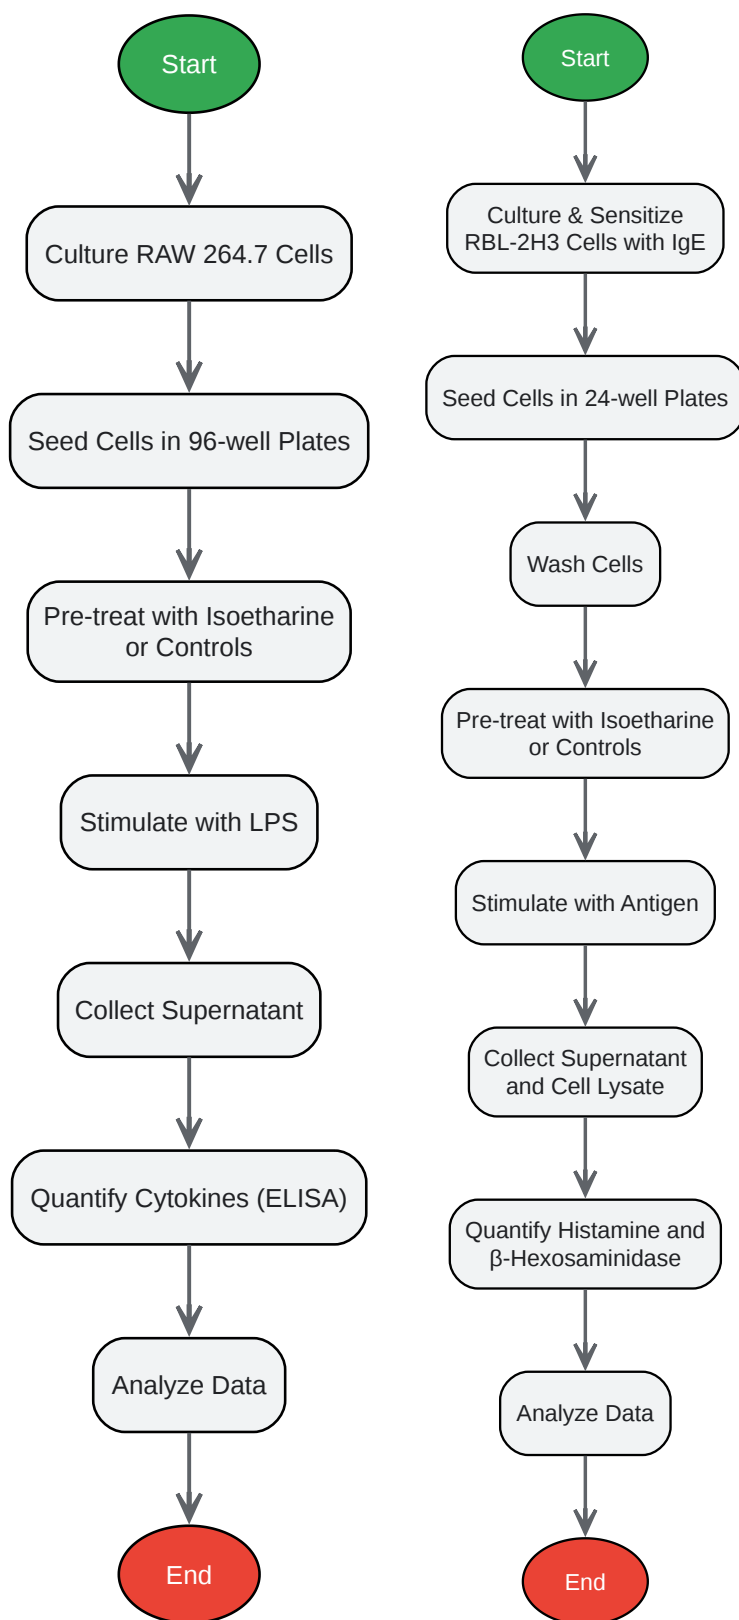 Start
Culture RAW 264.7 Cells
Seed Cells in 96-well Plates
Pre-treat with Isoetharine
or Controls
Stimulate with LPS
Collect Supernatant
Quantify Cytokines (ELISA)
Analyze Data
End
Start
Culture & Sensitize
RBL-2H3 Cells with IgE
Seed Cells in 24-well Plates
Wash Cells
Pre-treat with Isoetharine
or Controls
Stimulate with Antigen
Collect Supernatant
and Cell Lysate
Quantify Histamine and
β-Hexosaminidase
Analyze Data
End